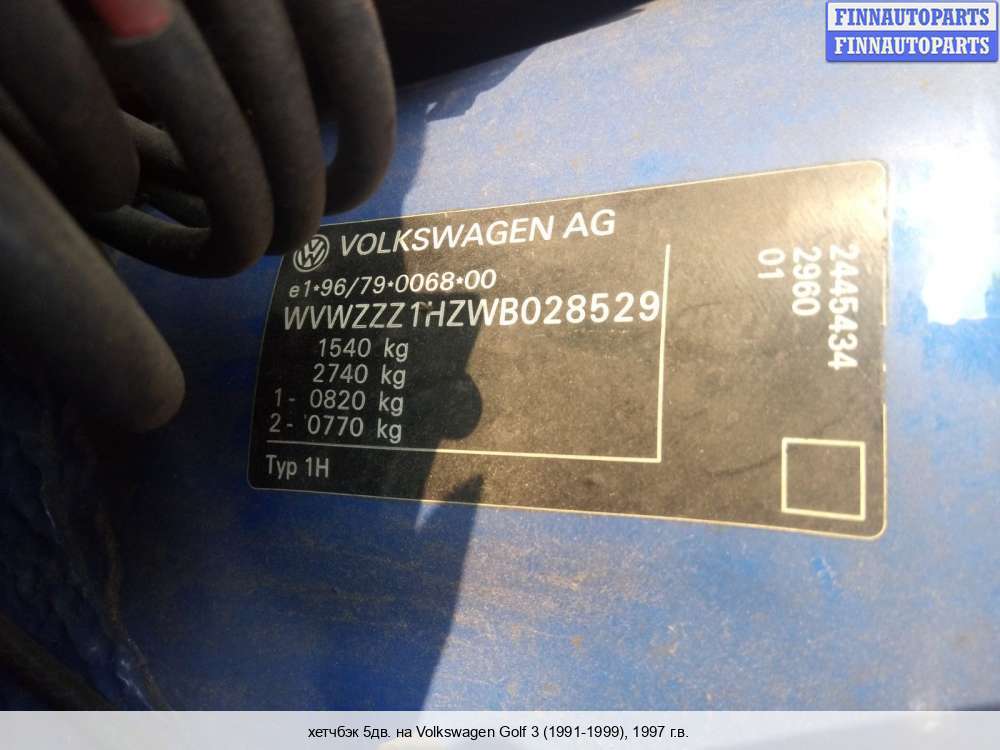 FINNAUTOPARTS
FINNAUTOPARTS
VOLKSWAGEN AG
e1*96/79*0068*00
WVWZZZ1HZWB028529
1540 kg
2740 kg
1- 0820 kg
2- 0770 kg
Typ 1H
2445434
2960
01
хетчбэк 5дв. на Volkswagen Golf 3 (1991-1999), 1997 г.в.